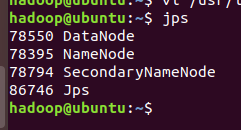 hadoop@ubuntu:~$ jps
78550 DataNode
78395 NameNode
78794 SecondaryNameNode
86746 Jps
hadoop@ubuntu:~$